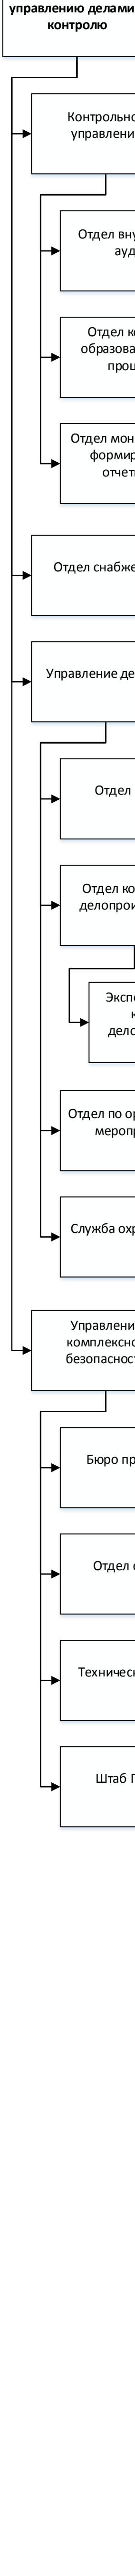 управлению делами
контролю
Контрольно
управлени
Отдел вну
ауд
Отдел ко
образова
проц
Отдел мон
формир
отчет
Отдел снабже
Управление де
Отдел
Отдел ко
делопрои
Экспе
к
дело
Отдел по ор
меропр
Служба охр
Управлени
комплексно
безопасност
Бюро пр
Отдел с
Техническ
Штаб Г